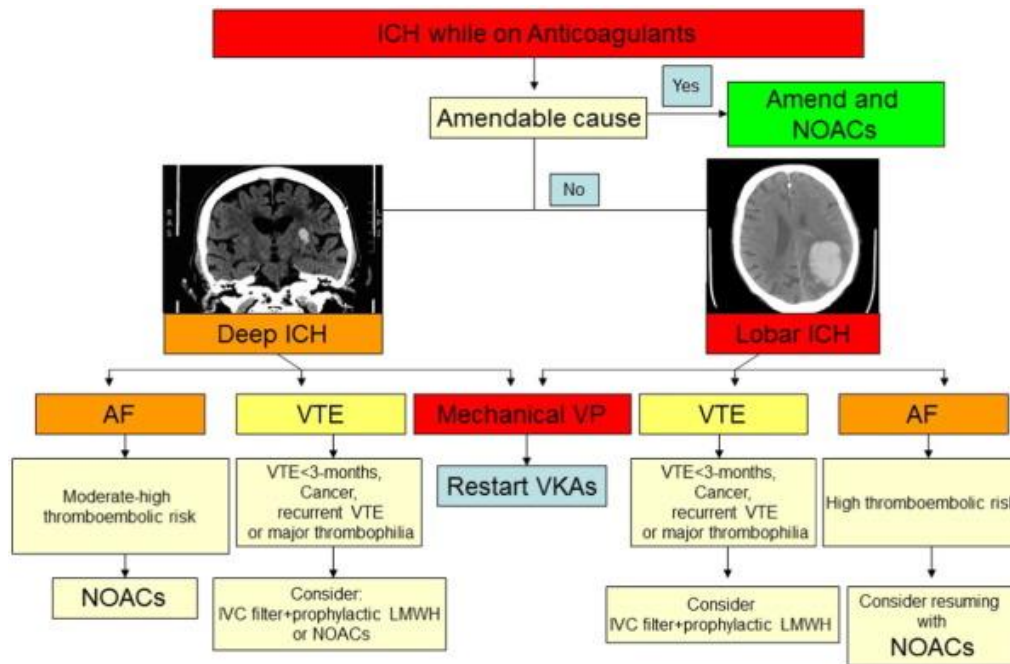 ICH while on Anticoagulants
Yes
Amendable cause
Amend and
NOACs
No
Deep ICH
Lobar ICH
AF
VTE
Mechanical VP
VTE
AF
Moderate-high
thromboembolic risk
VTE<3-months,
Cancer,
recurrent VTE
or major thrombophilia
Restart VKAs
VTE<3-months,
Cancer,
recurrent VTE
or major thrombophilia
High thromboembolic risk
NOACs
Consider:
IVC filter+prophylactic LMWH
or NOACs
Consider
IVC filter+prophylactic LMWH
Consider resuming
with
NOACs